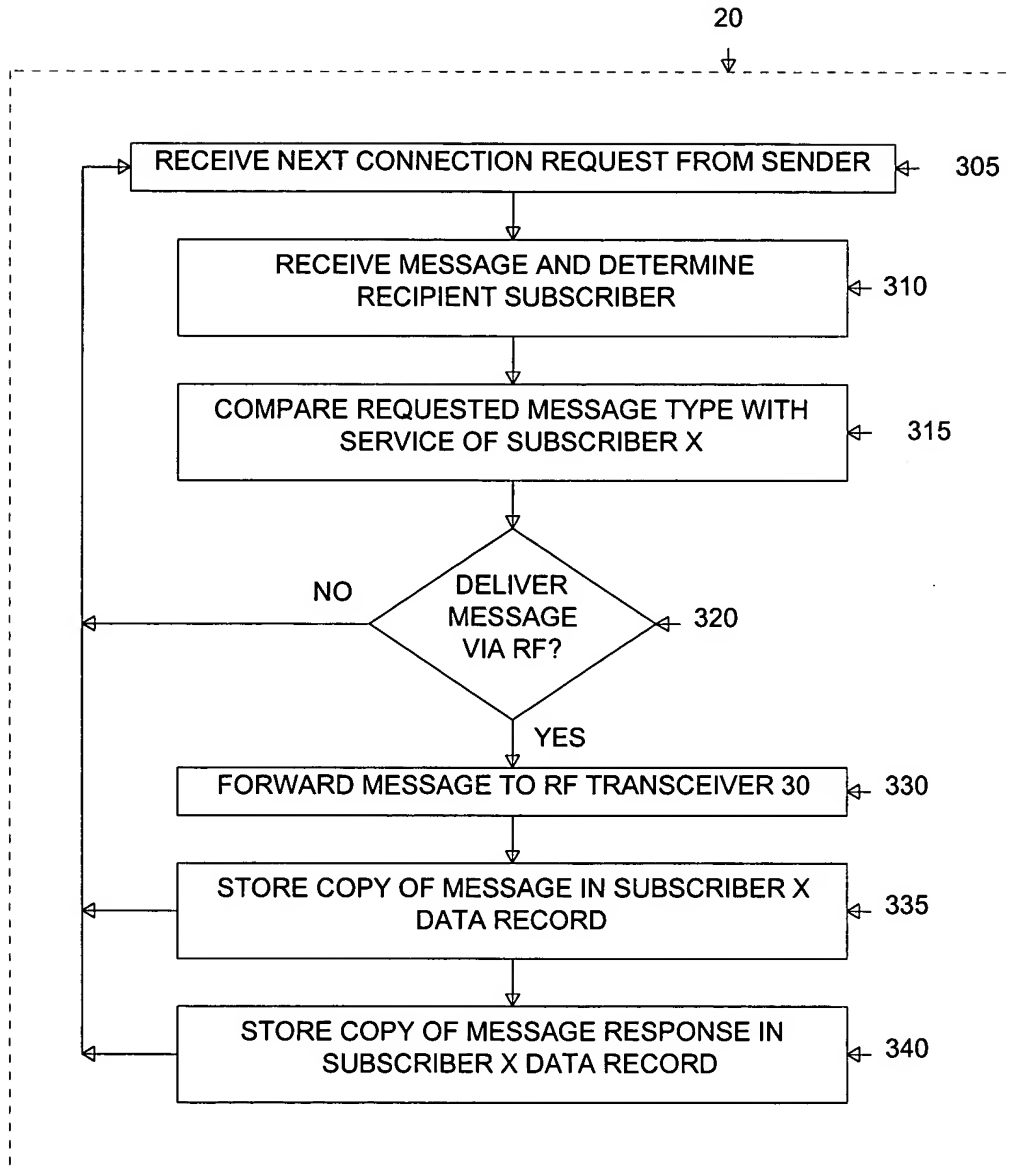 20
RECEIVE NEXT CONNECTION REQUEST FROM SENDER
305
RECEIVE MESSAGE AND DETERMINE
RECIPIENT SUBSCRIBER
310
COMPARE REQUESTED MESSAGE TYPE WITH
SERVICE OF SUBSCRIBER X
315
NO
DELIVER
MESSAGE
VIA RF?
320
YES
FORWARD MESSAGE TO RF TRANSCEIVER 30
330
STORE COPY OF MESSAGE IN SUBSCRIBER X
DATA RECORD
335
STORE COPY OF MESSAGE RESPONSE IN
SUBSCRIBER X DATA RECORD
340